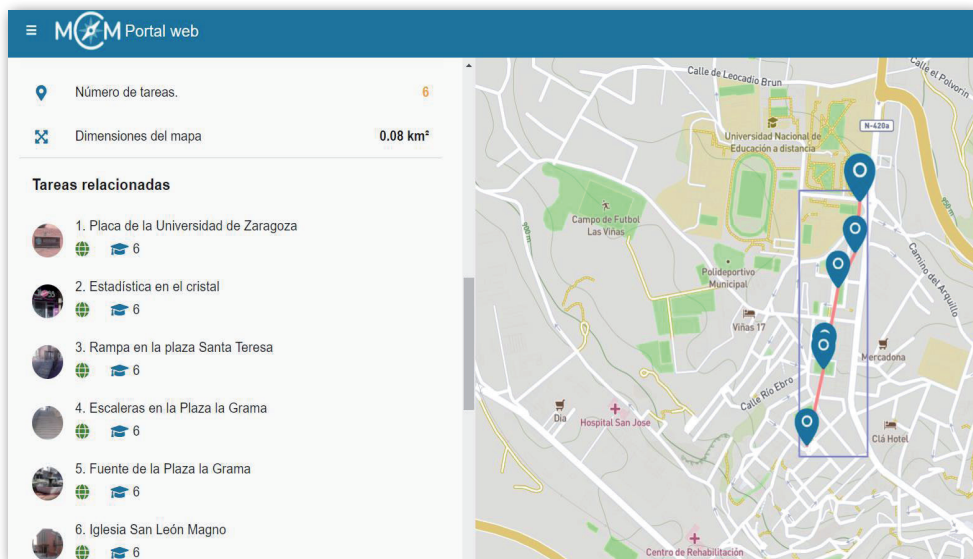 MCM Portal web
Número de tareas.
6
Dimensiones del mapa
0.08 km²
Tareas relacionadas
1. Placa de la Universidad de Zaragoza
6
2. Estadística en el cristal
6
3. Rampa en la plaza Santa Teresa
6
4. Escaleras en la Plaza la Grama
6
5. Fuente de la Plaza la Grama
6
6. Iglesia San León Magno
6
Calle de Leocadio Brun
Calle el Polvorín
Universidad Nacional de
Educación a distancia
N-420a
950 m
900 m
Campo de Futbol
Las Viñas
Polideportivo
Municipal
Camino del Arquillo
Viñas 17
Mercadona
Calle Río Ebro
Dia
Hospital San Jose
Clá Hotel
Centro de Rehabilitación